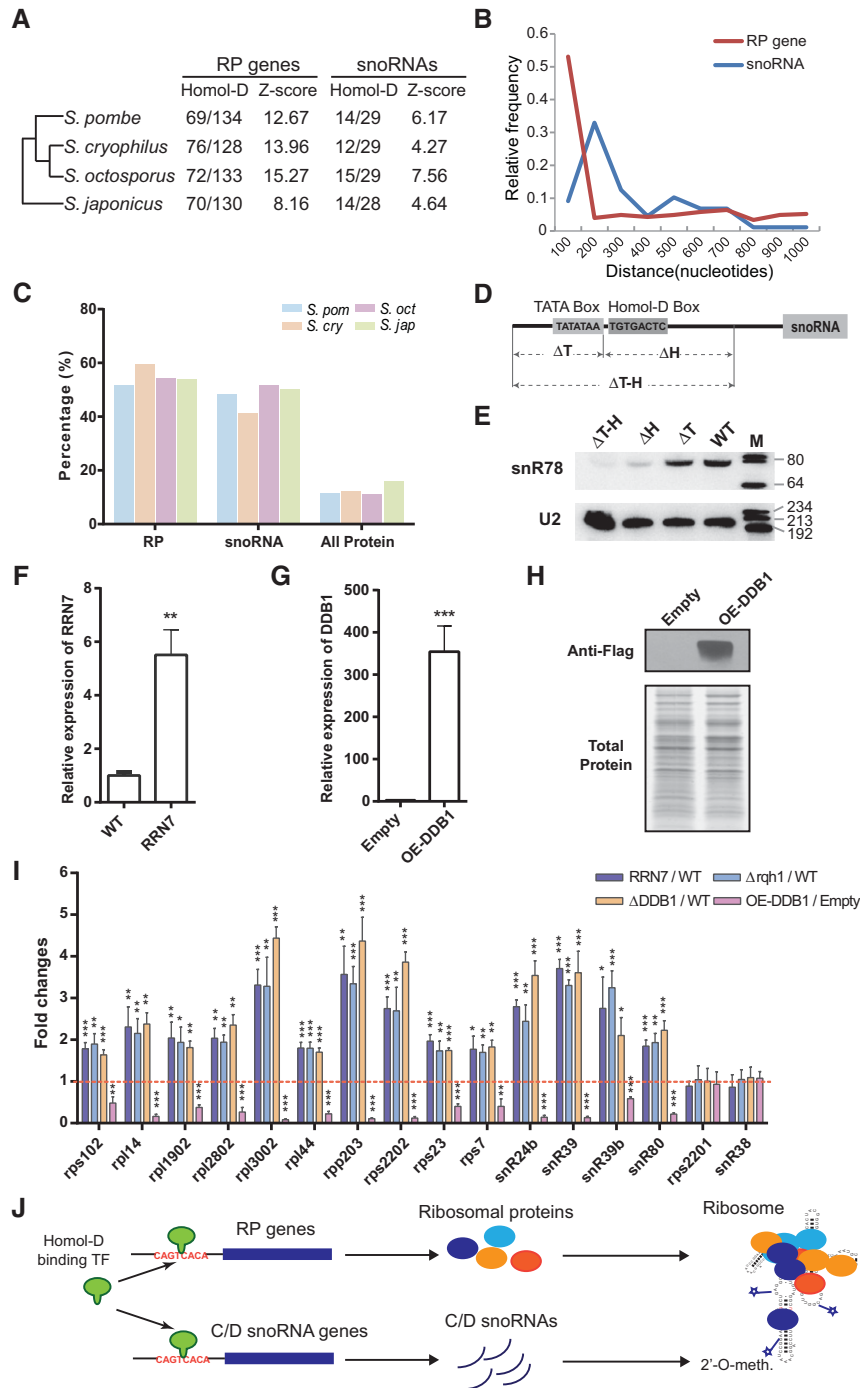 A
RP genes snoRNAs
Homol-D Z-score Homol-D Z-score
S. pombe 69/134 12.67 14/29 6.17
S. cryophilus 76/128 13.96 12/29 4.27
S. octosporus 72/133 15.27 15/29 7.56
S. japonicus 70/130 8.16 14/28 4.64
B
Relative frequency
0.6
0.5
0.4
0.3
0.2
0.1
0
RP gene
snoRNA
100 200 300 400 500 600 700 800 900 1000
Distance(nucleotides)
C
Percentage (%)
80
60
40
20
0
S. pom S. oct
S. cry S. jap
RP snoRNA All Protein
D
TATA Box Homol-D Box
TATATAA TGTGACTC snoRNA
ΔT ΔH
ΔT-H
E
ΔT-H ΔH ΔT WT M
snR78 80
64
U2 234
213
192
F
Relative expression of RRN7
8
6
4
2
0
**
WT RRN7
G
Relative expression of DDB1
500
400
300
200
100
0
***
Empty OE-DDB1
H
Empty OE-DDB1
Anti-Flag
Total
Protein
I
Fold changes
6
5
4
3
2
1
0
RRN7 / WT Δrqh1 / WT
ΔDDB1 / WT OE-DDB1 / Empty
*** ** *** ***
** ** ** ***
rps102 rpl14 rpl1902 rpl2802 rpl3002 rpl44 rpp203 rps2202 rps23 rps7 snR24b snR39 snR39b snR80 rps2201 snR38
J
Homol-D
binding TF
CAGTCACA
RP genes
Ribosomal proteins
Ribosome
CAGTCACA
C/D snoRNA genes
C/D snoRNAs
2'-O-meth.